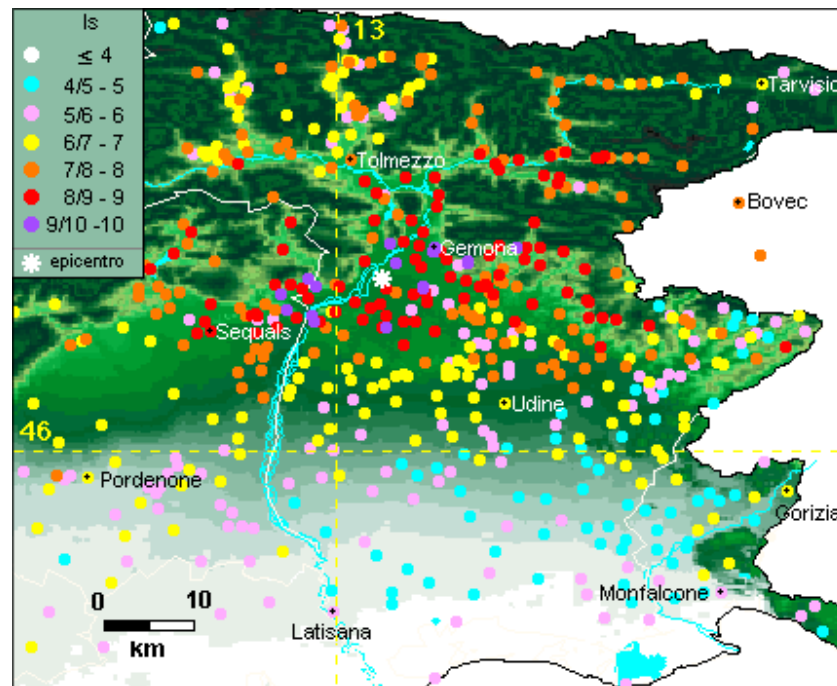 Is
≤ 4
4/5 - 5
5/6 - 6
6/7 - 7
7/8 - 8
8/9 - 9
9/10 -10
epicentro
13
Tarvisio
Tolmezzo
Bovec
Gemona
Sequals
Udine
46
Pordenone
Gorizia
Monfalcone
0 10
km
Latisana